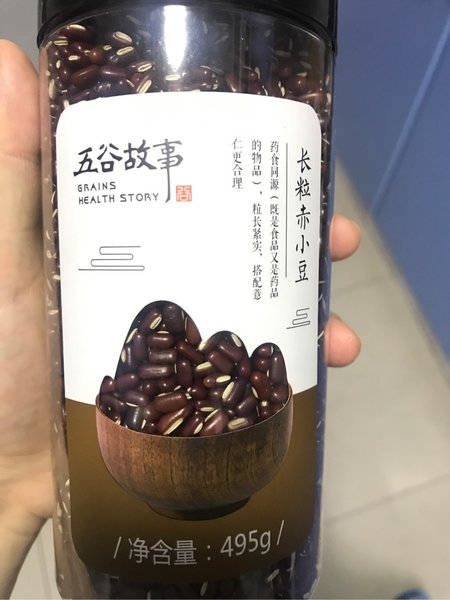 五谷故事
GRAINS
HEALTH STORY
谷
长粒赤小豆
药食同源（既是食品又是药品
的物品），粒长紧实，搭配薏
仁更合理
/净含量：495g/